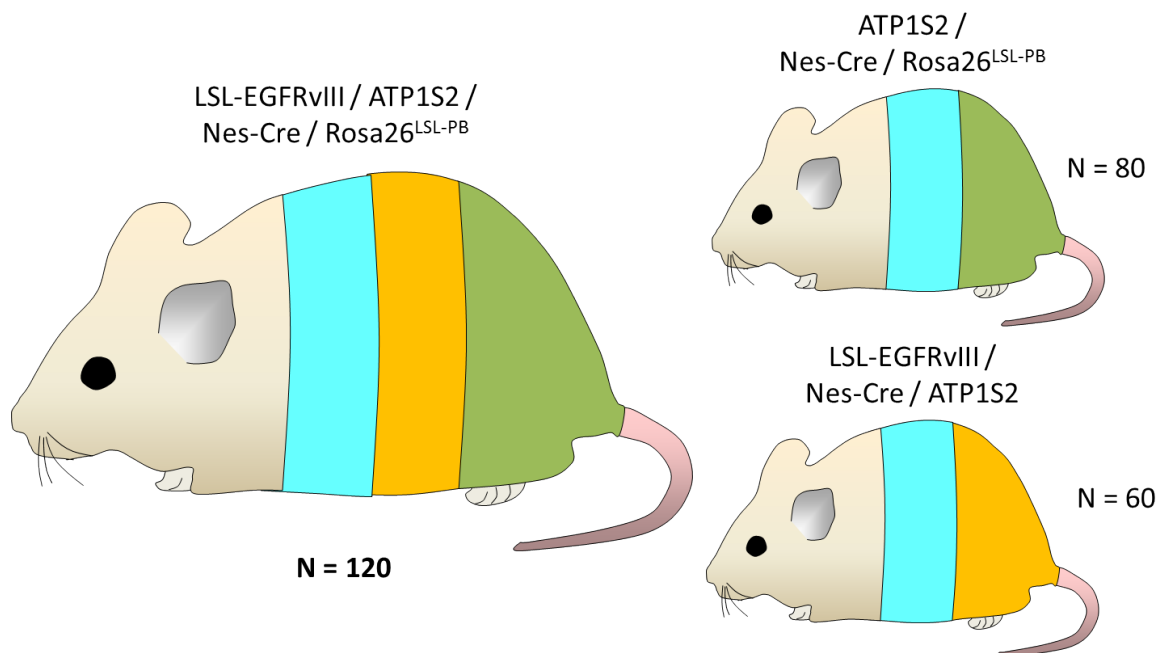 LSL-EGFRvIII / ATP1S2 /
Nes-Cre / Rosa26LSL-PB
N = 120
ATP1S2 /
Nes-Cre / Rosa26LSL-PB
N = 80
LSL-EGFRvIII /
Nes-Cre / ATP1S2
N = 60